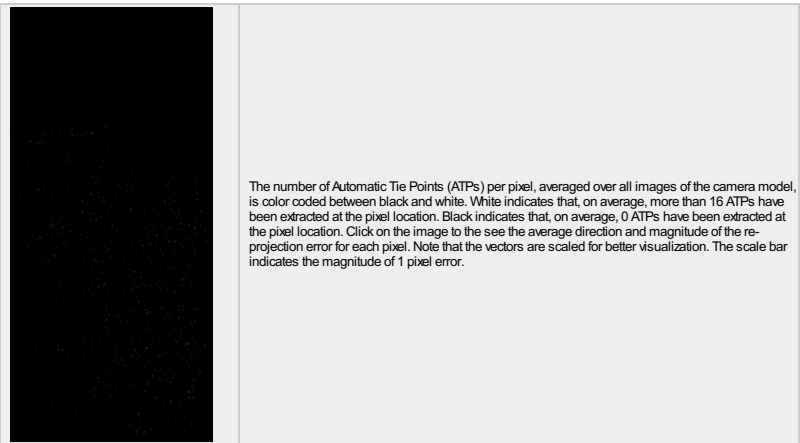 The number of Automatic Tie Points (ATPs) per pixel, averaged over all images of the camera model,
is color coded between black and white. White indicates that, on average, more than 16 ATPs have
been extracted at the pixel location. Black indicates that, on average, 0 ATPs have been extracted at
the pixel location. Click on the image to the see the average direction and magnitude of the re-
projection error for each pixel. Note that the vectors are scaled for better visualization. The scale bar
indicates the magnitude of 1 pixel error.